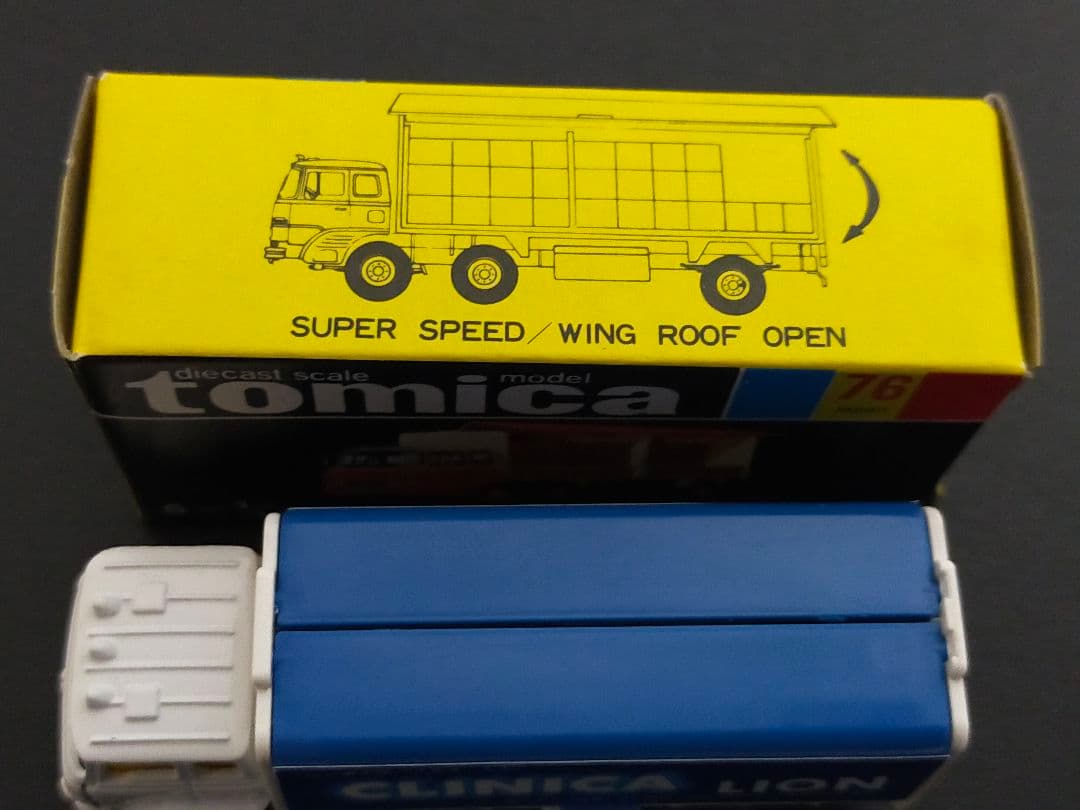 SUPER SPEED/WING ROOF OPEN
diecast scale model
tomica
76
CLINICA LION